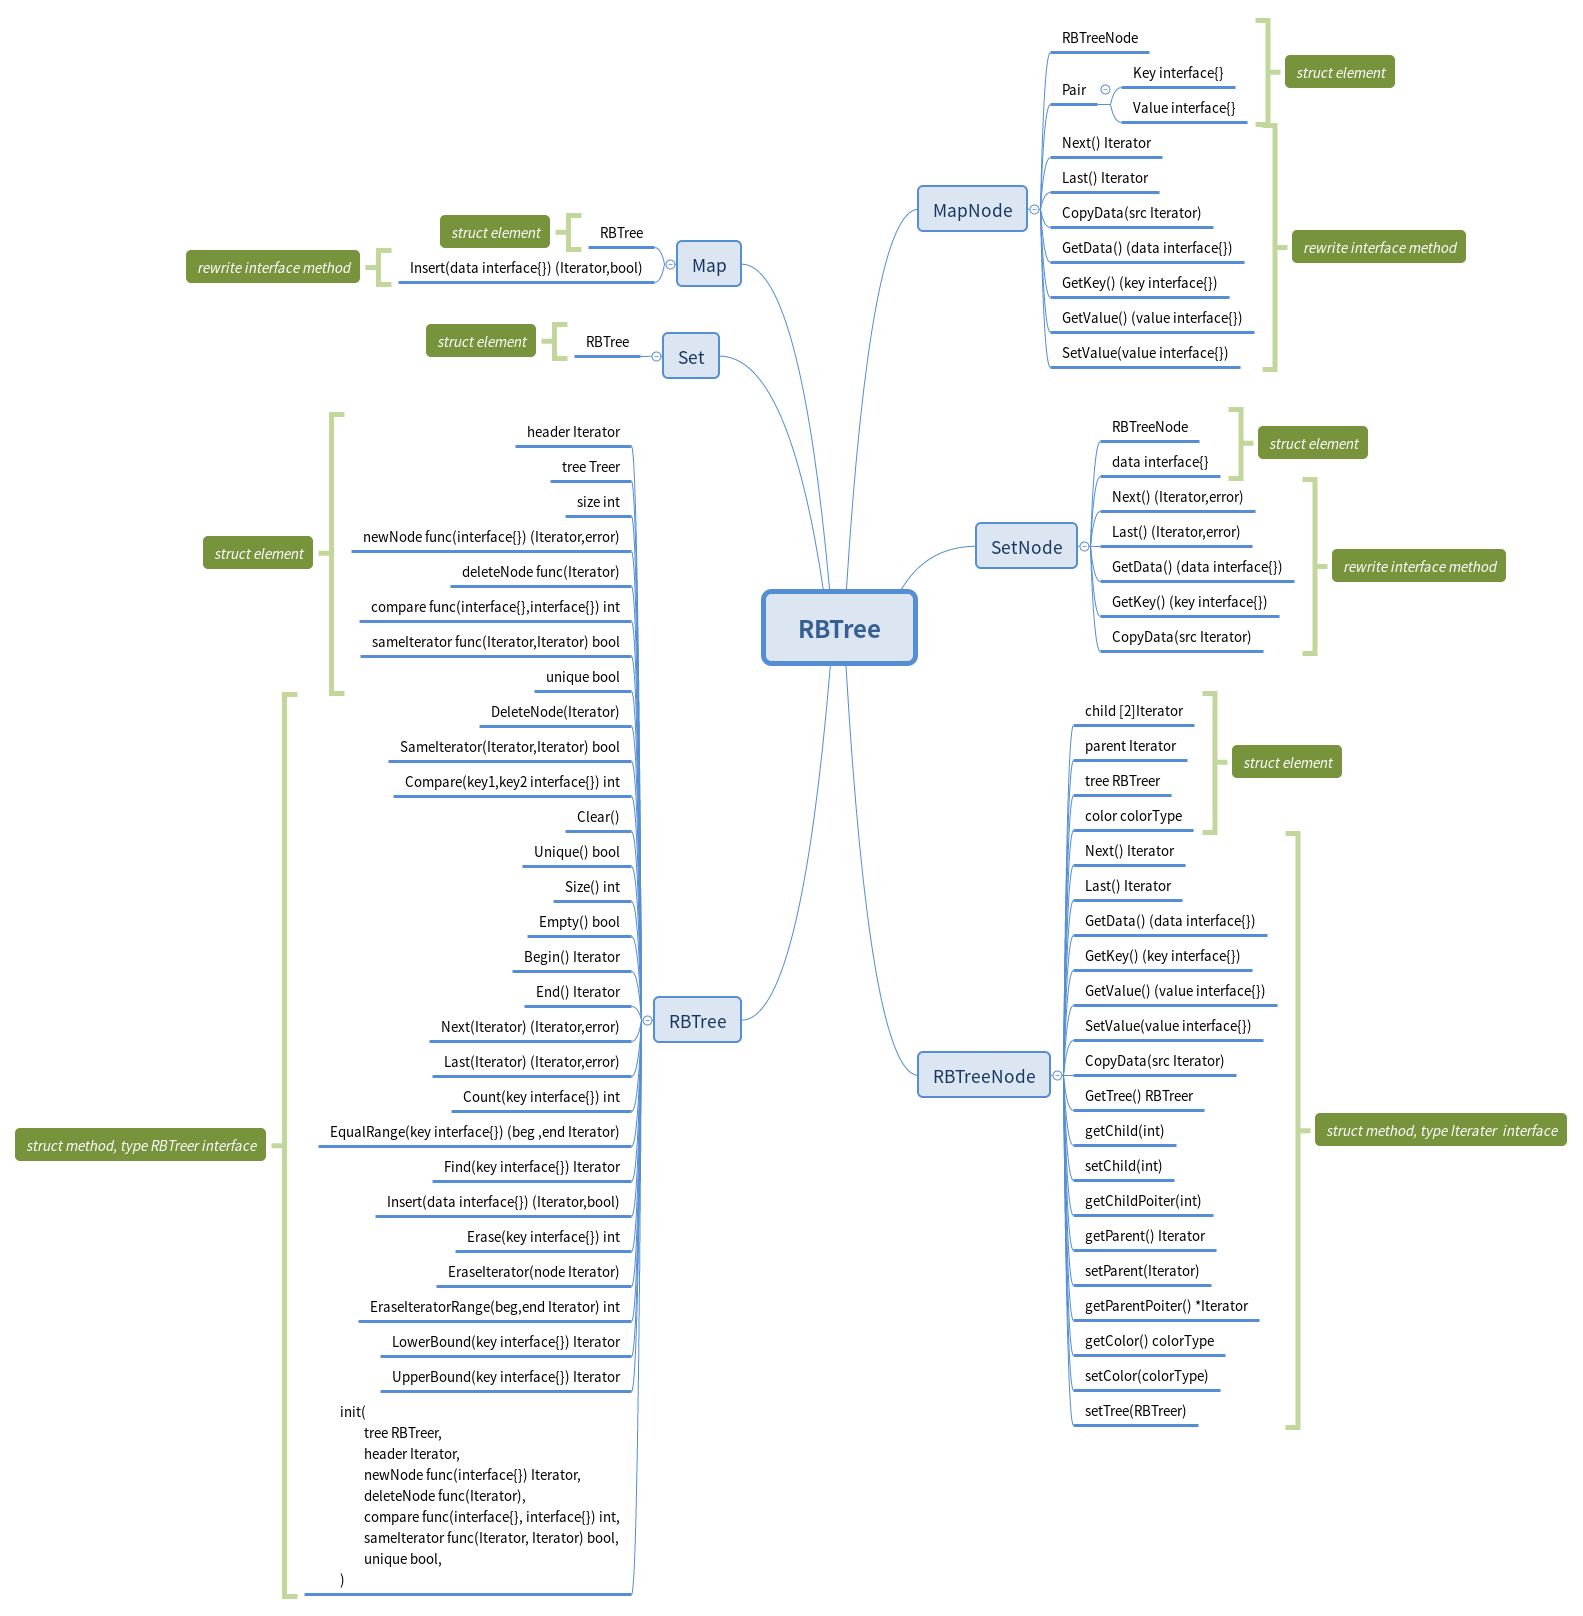 RBTree
Map
struct element
RBTree
rewrite interface method
Insert(data interface{}) (Iterator,bool)
Set
struct element
RBTree
RBTree
struct element
header Iterator
tree Treer
size int
newNode func(interface{}) (Iterator,error)
deleteNode func(Iterator)
compare func(interface{},interface{}) int
sameIterator func(Iterator,Iterator) bool
unique bool
struct method, type RBTreer interface
DeleteNode(Iterator)
SameIterator(Iterator,Iterator) bool
Compare(key1,key2 interface{}) int
Clear()
Unique() bool
Size() int
Empty() bool
Begin() Iterator
End() Iterator
Next(Iterator) (Iterator,error)
Last(Iterator) (Iterator,error)
Count(key interface{}) int
EqualRange(key interface{}) (beg ,end Iterator)
Find(key interface{}) Iterator
Insert(data interface{}) (Iterator,bool)
Erase(key interface{}) int
EraseIterator(node Iterator)
EraseIteratorRange(beg,end Iterator) int
LowerBound(key interface{}) Iterator
UpperBound(key interface{}) Iterator
init(
tree RBTreer,
header Iterator,
newNode func(interface{}) Iterator,
deleteNode func(Iterator),
compare func(interface{}, interface{}) int,
sameIterator func(Iterator, Iterator) bool,
unique bool,
)
MapNode
RBTreeNode
Pair
Key interface{}
Value interface{}
struct element
Next() Iterator
Last() Iterator
CopyData(src Iterator)
GetData() (data interface{})
GetKey() (key interface{})
GetValue() (value interface{})
SetValue(value interface{})
rewrite interface method
SetNode
RBTreeNode
data interface{}
struct element
Next() (Iterator,error)
Last() (Iterator,error)
GetData() (data interface{})
GetKey() (key interface{})
CopyData(src Iterator)
rewrite interface method
RBTreeNode
child [2]Iterator
parent Iterator
tree RBTreer
color colorType
struct element
Next() Iterator
Last() Iterator
GetData() (data interface{})
GetKey() (key interface{})
GetValue() (value interface{})
SetValue(value interface{})
CopyData(src Iterator)
GetTree() RBTreer
getChild(int)
setChild(int)
getChildPoiter(int)
getParent() Iterator
setParent(Iterator)
getParentPoiter() *Iterator
getColor() colorType
setColor(colorType)
setTree(RBTreer)
struct method, type Iterater  interface